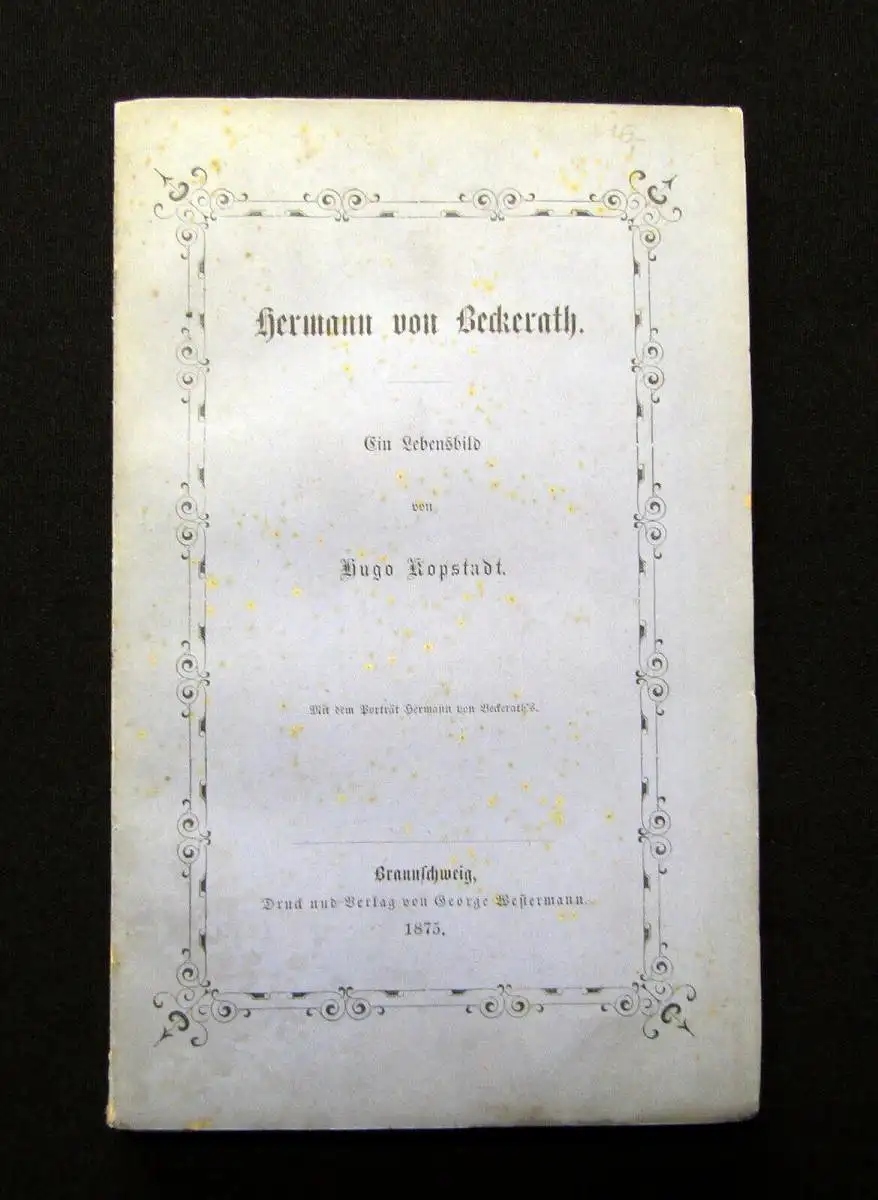 Hermann von Beckerath.
Ein Lebensbild
von
Hugo Kopstadt.
Mit dem Porträt Hermann von Beckerath's.
Braunschweig,
Druck und Verlag von George Westermann.
1875.